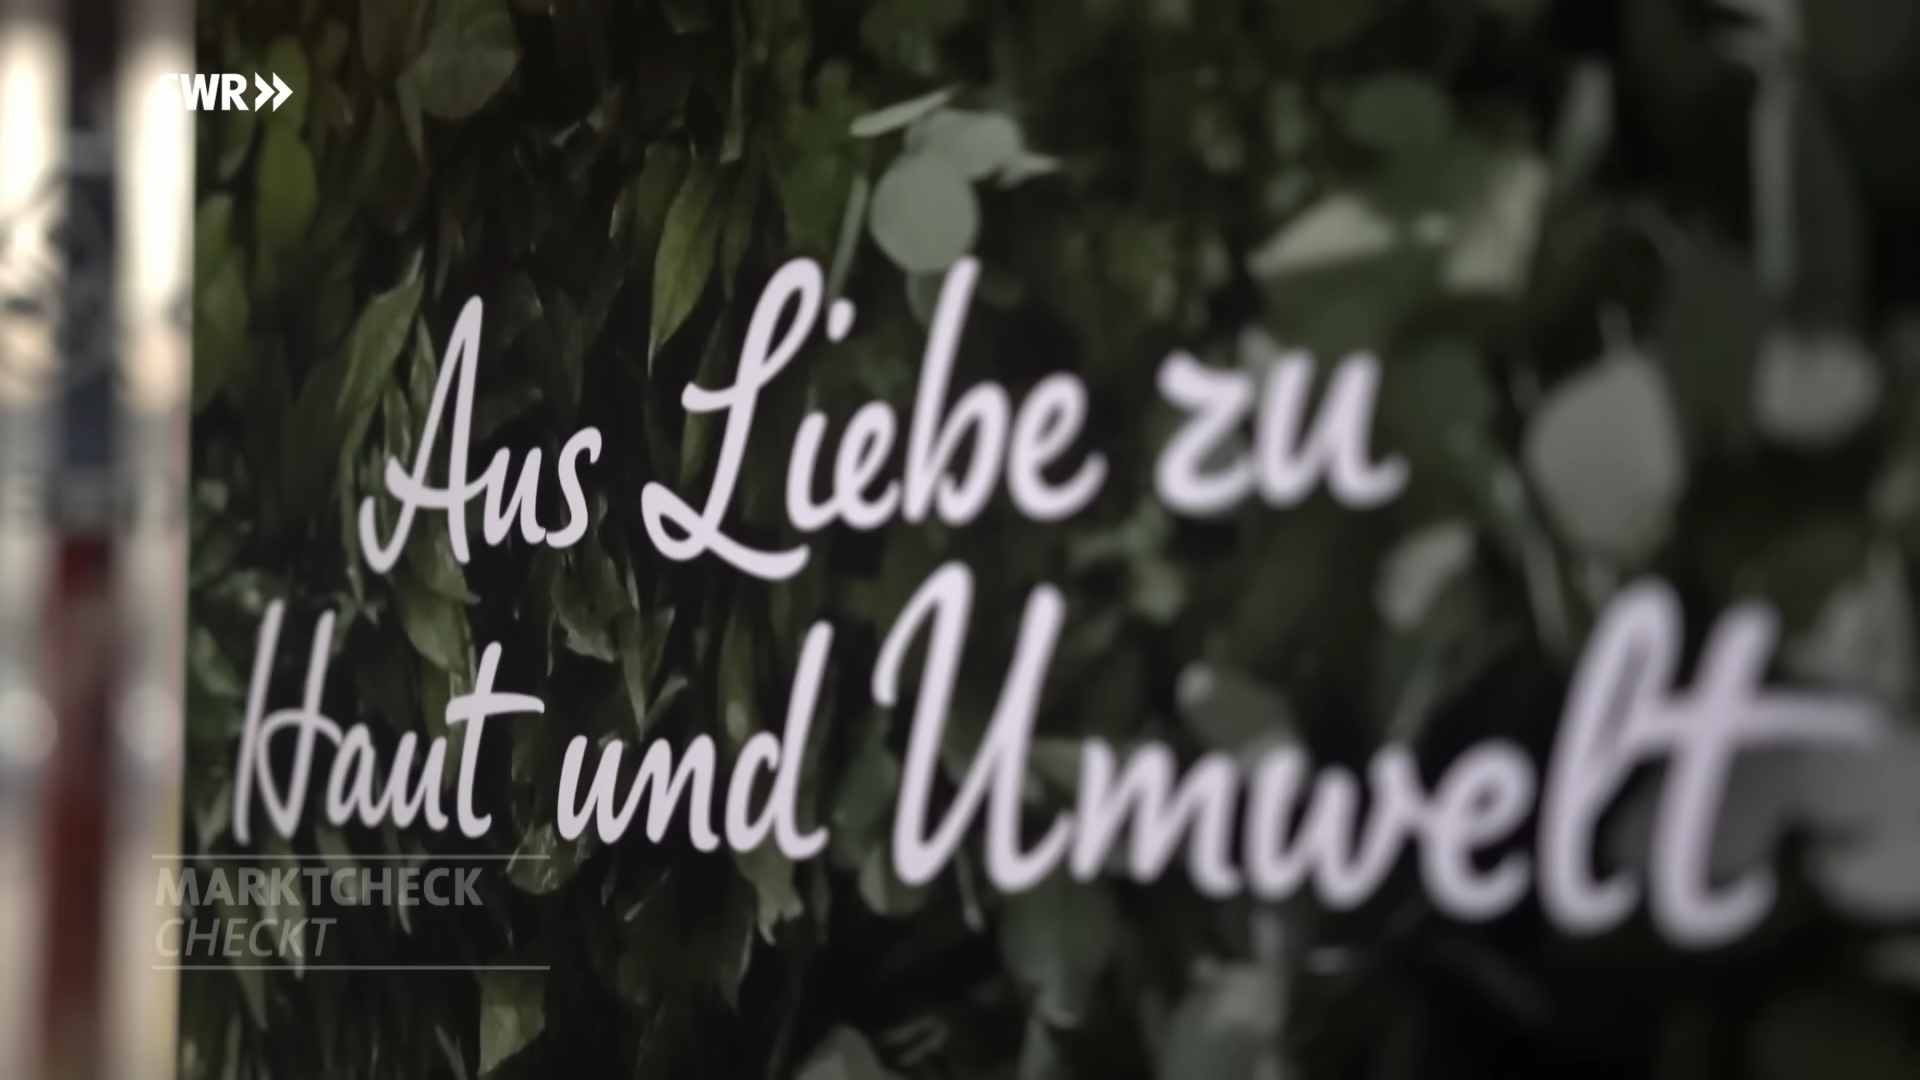 SWR
Aus Liebe zu
Haut und Umwelt
MARKTCHECK
CHECKT